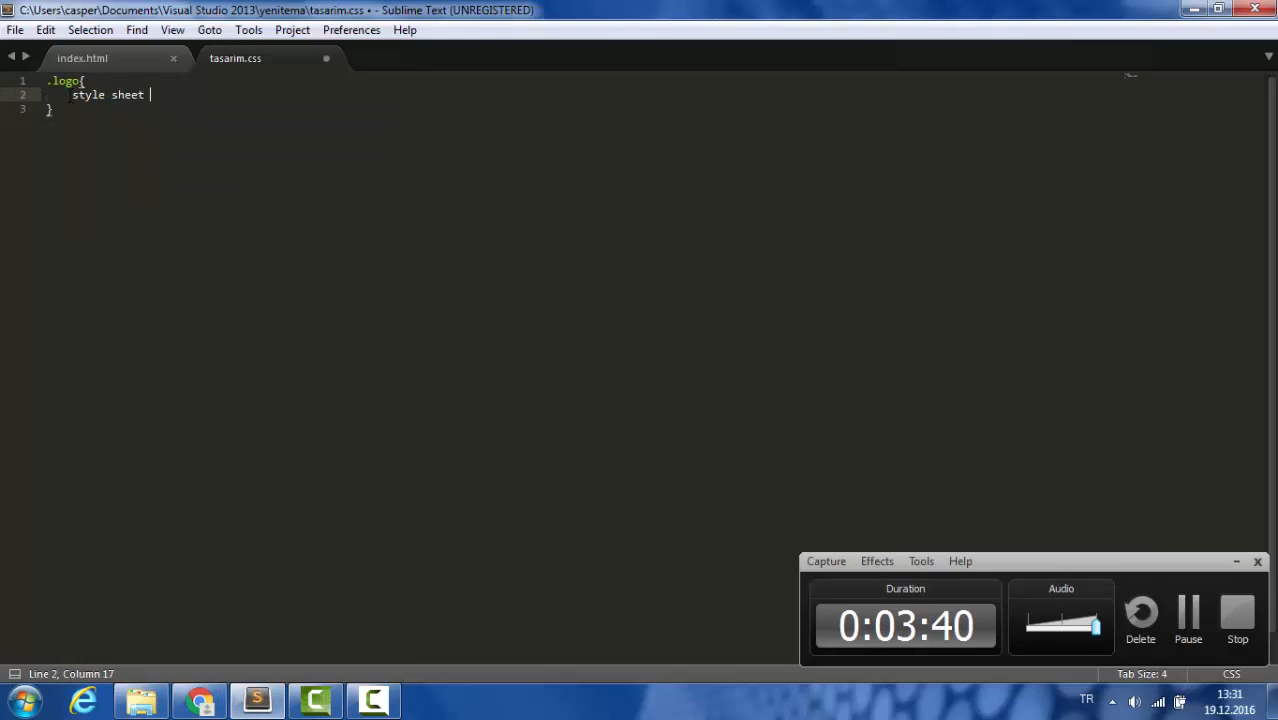 C:\Users\casper\Documents\Visual Studio 2013\yenitema\tasarim.css • - Sublime Text (UNREGISTERED)
File Edit Selection Find View Goto Tools Project Preferences Help
index.html tasarim.css
1 .logo{
2 style sheet
3 }
Capture Effects Tools Help
Duration Audio
0:03:40
Delete Pause Stop
Line 2, Column 17 Tab Size: 4 CSS
TR 13:31
19.12.2016